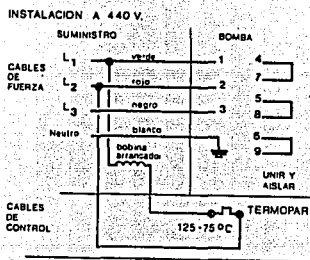 INSTALACION A 440 V.
SUMINISTRO BOMBA
CABLES DE FUERZA
L1 verde 1
L2 rojo 2
L3 negro 3
Neutro blanco
4
7
5
8
6
9
UNIR Y AISLAR
bobina arrancador
CABLES DE CONTROL
TERMOPAR
125-75 ºC